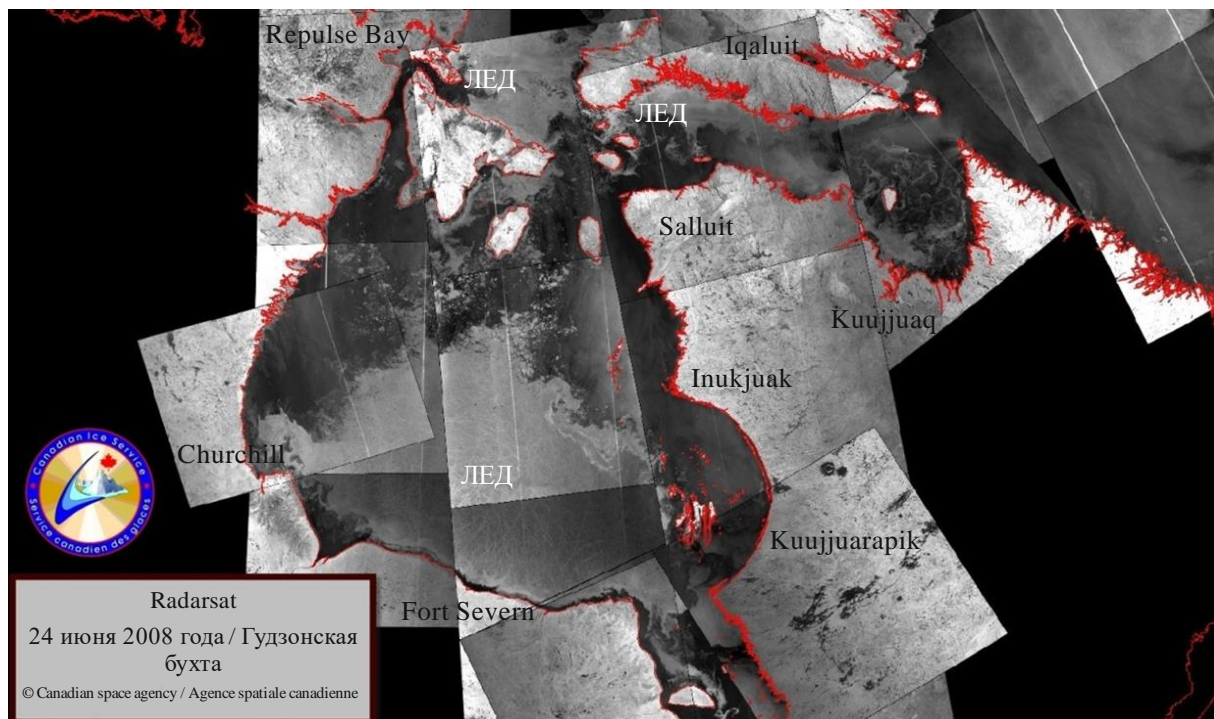 Repulse Bay
Iqaluit
ЛЕД
ЛЕД
Salluit
Kuujjuaq
Inukjuak
Churchill
ЛЕД
Kuujjuarapik
Fort Severn
Canadian Ice Service
Service canadien des glaces
Radarsat
24 июня 2008 года / Гудзонская
бухта
© Canadian space agency / Agence spatiale canadienne